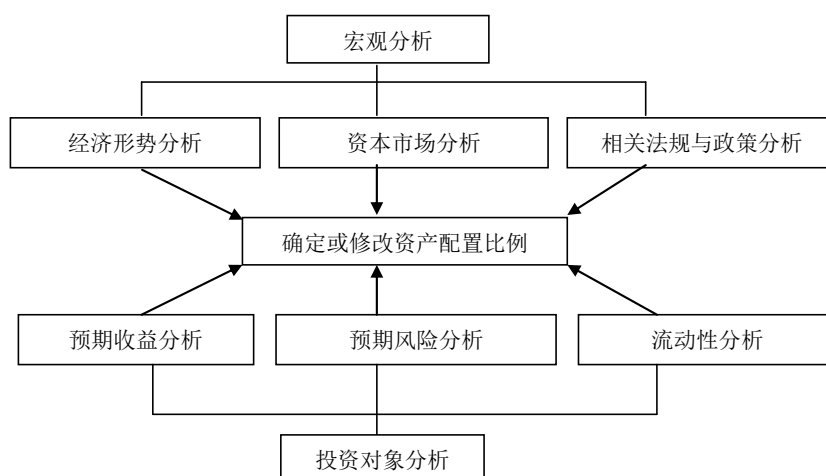 宏观分析
经济形势分析
资本市场分析
相关法规与政策分析
确定或修改资产配置比例
预期收益分析
预期风险分析
流动性分析
投资对象分析